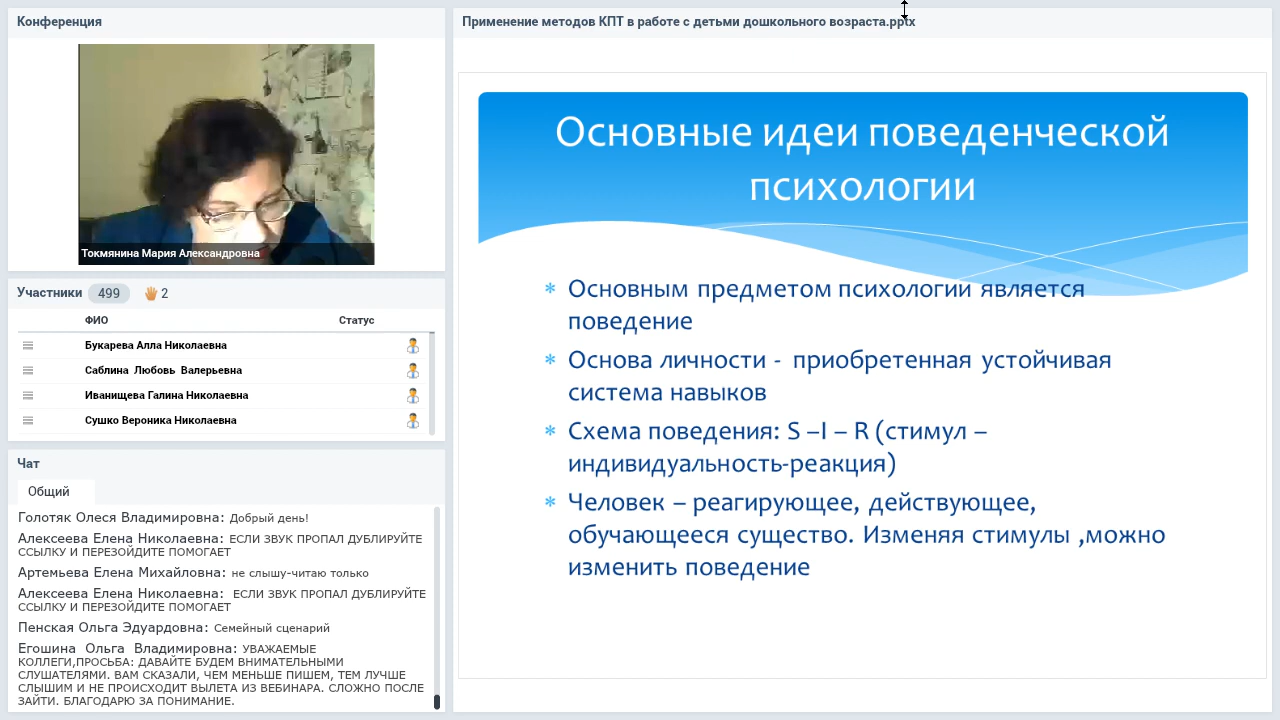 Конференция
Токмянина Мария Александровна
Участники 499 2
ФИО Статус
Букарева Алла Николаевна
Саблина Любовь Валерьевна
Иванищева Галина Николаевна
Сушко Вероника Николаевна
Чат
Общий
Голотяк Олеся Владимировна: Добрый день!
Алексеева Елена Николаевна: ЕСЛИ ЗВУК ПРОПАЛ ДУБЛИРУЙТЕ
ССЫЛКУ И ПЕРЕЗОЙДИТЕ ПОМОГАЕТ
Артемьева Елена Михайловна: не слышу-читаю только
Алексеева Елена Николаевна: ЕСЛИ ЗВУК ПРОПАЛ ДУБЛИРУЙТЕ
ССЫЛКУ И ПЕРЕЗОЙДИТЕ ПОМОГАЕТ
Пенская Ольга Эдуардовна: Семейный сценарий
Егошина Ольга Владимировна: УВАЖАЕМЫЕ
КОЛЛЕГИ,ПРОСЬБА: ДАВАЙТЕ БУДЕМ ВНИМАТЕЛЬНЫМИ
СЛУШАТЕЛЯМИ. ВАМ СКАЗАЛИ, ЧЕМ МЕНЬШЕ ПИШЕМ, ТЕМ ЛУЧШЕ
СЛЫШИМ И НЕ ПРОИСХОДИТ ВЫЛЕТА ИЗ ВЕБИНАРА. СЛОЖНО ПОСЛЕ
ЗАЙТИ. БЛАГОДАРЮ ЗА ПОНИМАНИЕ.
Применение методов КПТ в работе с детьми дошкольного возраста.pptx
Основные идеи поведенческой
психологии
* Основным предметом психологии является
поведение
* Основа личности - приобретенная устойчивая
система навыков
* Схема поведения: S –I – R (стимул –
индивидуальность-реакция)
* Человек – реагирующее, действующее,
обучающееся существо. Изменяя стимулы ,можно
изменить поведение